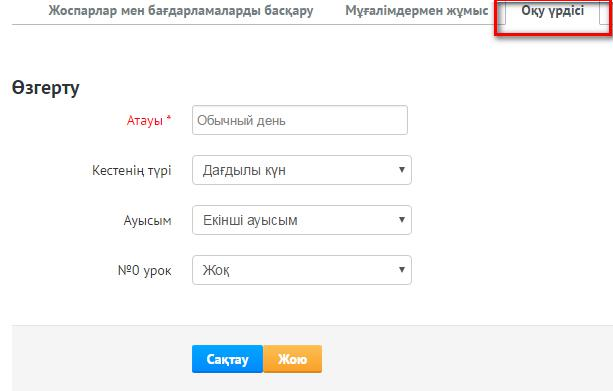 Жоспарлар мен бағдарламаларды басқару Мұғалімдермен жұмыс Оқу үрдісі
Өзгерту
Атауы * Обычный день
Кестенің түрі Дағдылы күн
Ауысым Екінші ауысым
№0 урок Жоқ
Сақтау Жою